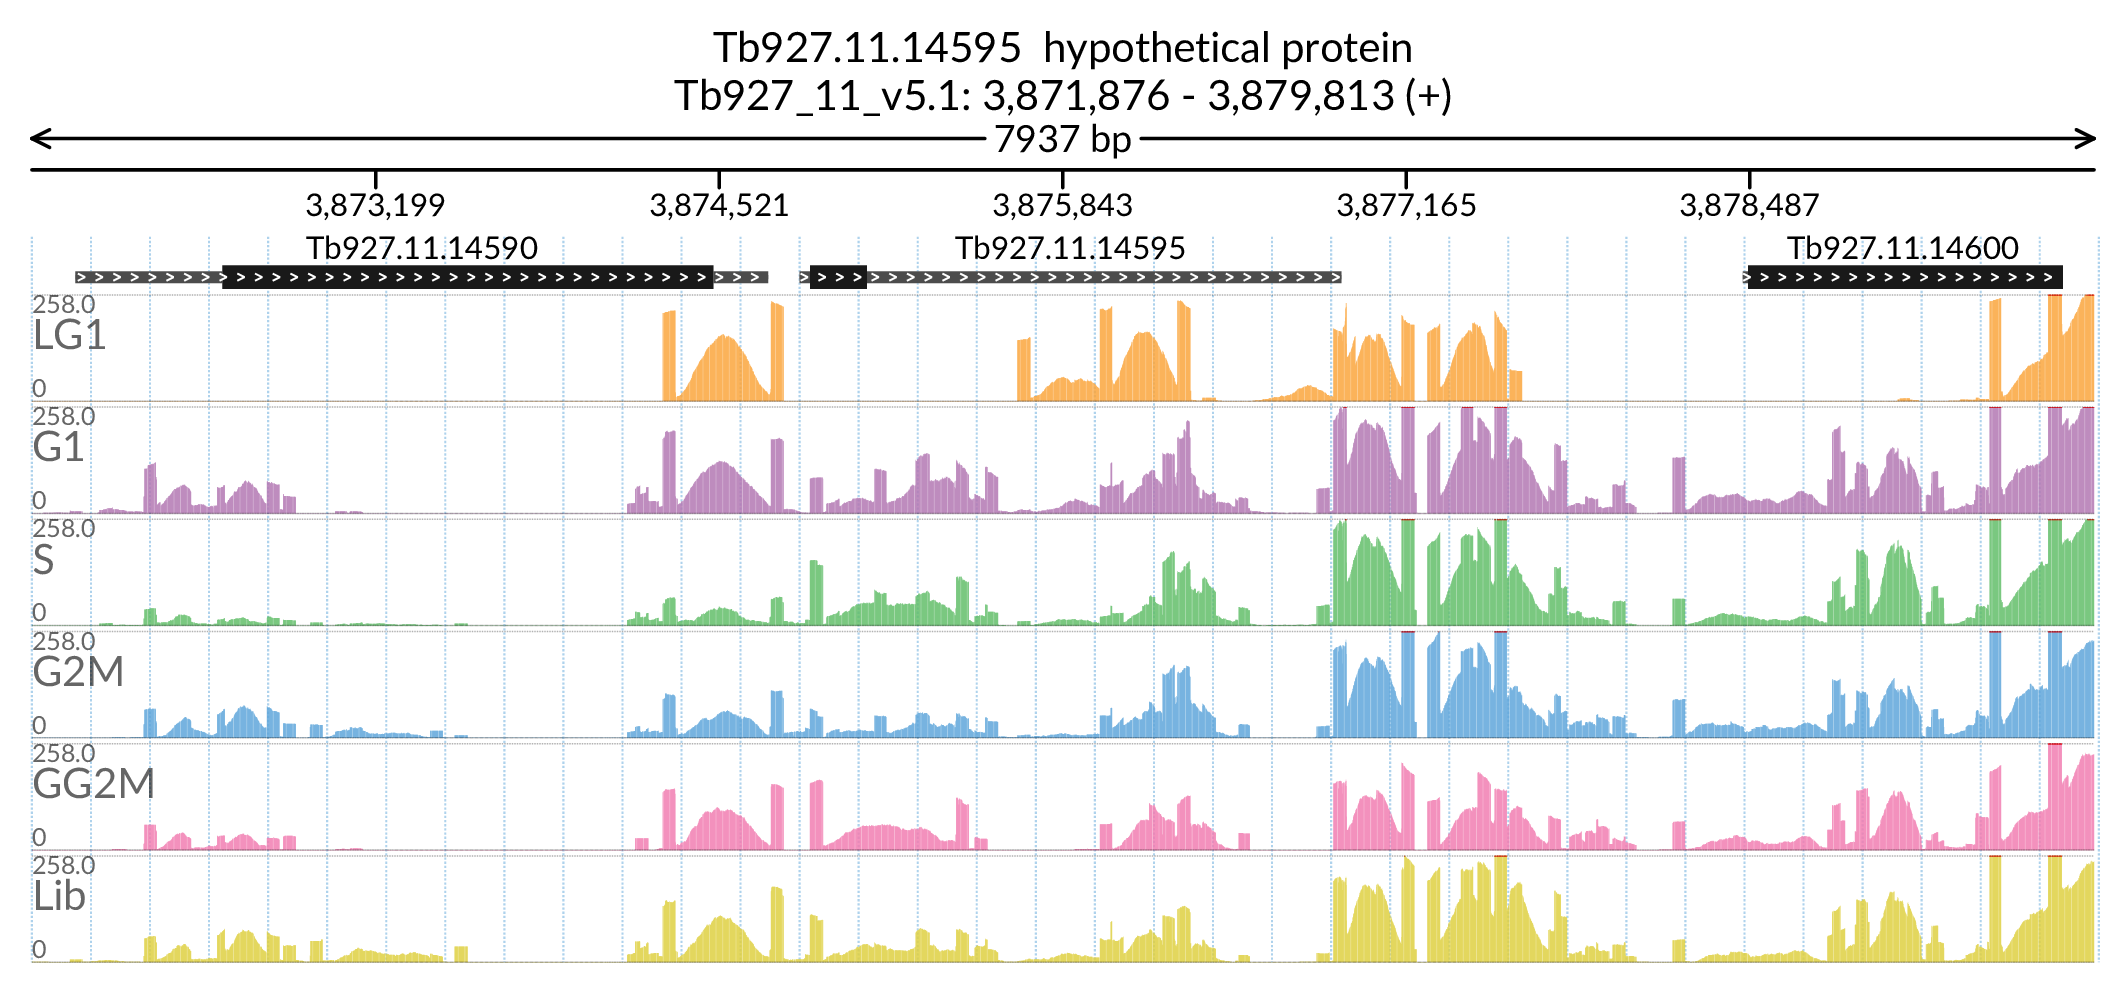 Tb927.11.14595  hypothetical protein
Tb927_11_v5.1: 3,871,876 - 3,879,813 (+)
7937 bp
3,873,199 3,874,521 3,875,843 3,877,165 3,878,487
Tb927.11.14590 Tb927.11.14595 Tb927.11.14600
258.0
LG1
0
258.0
G1
0
258.0
S
0
258.0
G2M
0
258.0
GG2M
0
258.0
Lib
0